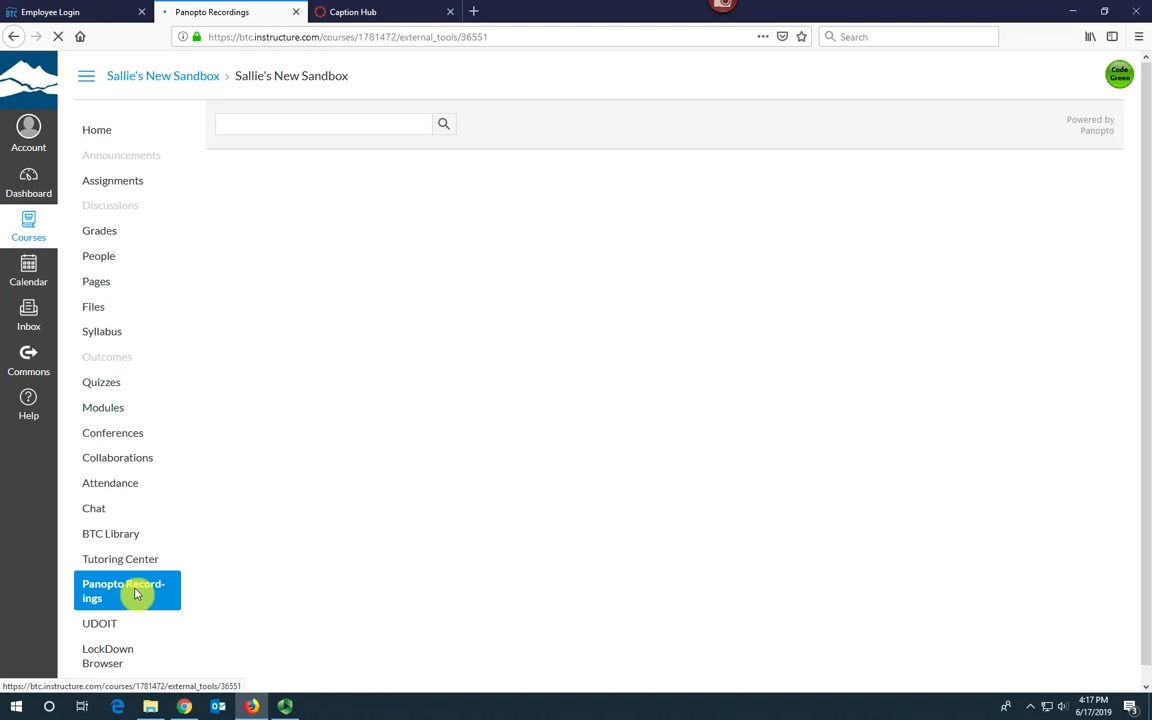 BTC Employee Login
Panopto Recordings
Caption Hub
https://btc.instructure.com/courses/1781472/external_tools/36551
Search
Sallie's New Sandbox › Sallie's New Sandbox
Code
Green
Account
Dashboard
Courses
Calendar
Inbox
Commons
Help
Home
Announcements
Assignments
Discussions
Grades
People
Pages
Files
Syllabus
Outcomes
Quizzes
Modules
Conferences
Collaborations
Attendance
Chat
BTC Library
Tutoring Center
Panopto Record-
ings
UDOIT
LockDown
Browser
Powered by
Panopto
https://btc.instructure.com/courses/1781472/external_tools/36551
4:17 PM
6/17/2019
3